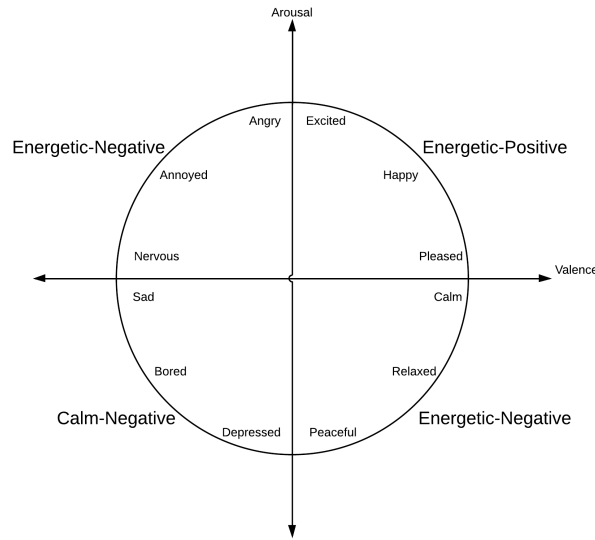 Arousal
Angry
Excited
Energetic-Negative
Energetic-Positive
Annoyed
Happy
Nervous
Pleased
Valence
Sad
Calm
Bored
Relaxed
Calm-Negative
Energetic-Negative
Depressed
Peaceful